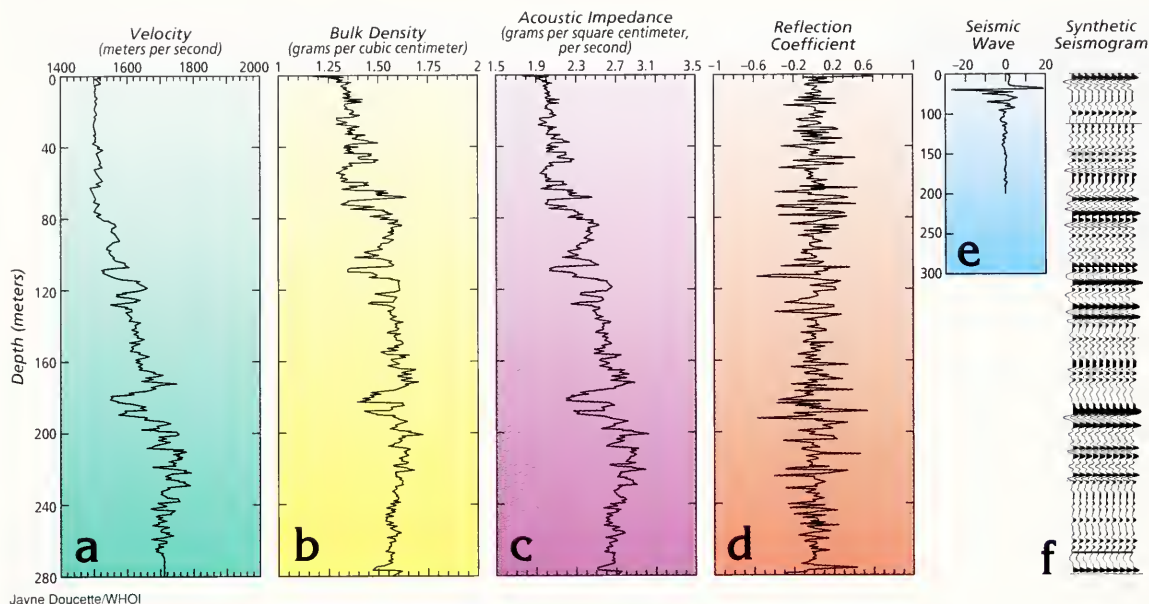 Velocity
(meters per second)
1400 1600 1800 2000
Bulk Density
(grams per cubic centimeter)
1 1.25 1.50 1.75 2
Acoustic Impedance
(grams per square centimeter,
per second)
1.5 1.9 2.3 2.7 3.1 3.5
Reflection
Coefficient
−1 −0.6 −0.2 0.2 0.6 1
Seismic
Wave
−20 0 20
Synthetic
Seismogram
Depth (meters)
0
40
80
120
160
200
240
280
0
100
150
200
250
300
a
b
c
d
e
f
Jayne Doucette/WHOI